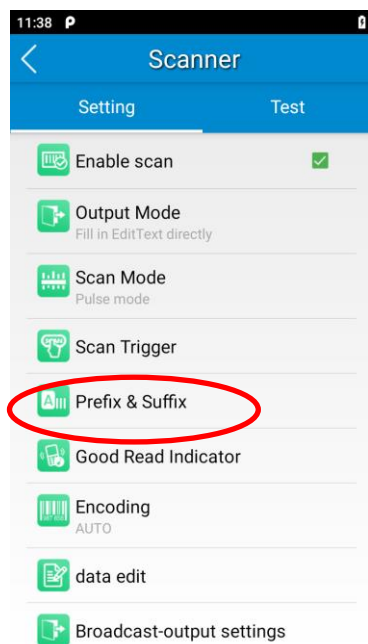 11:38 P
Scanner
Setting Test
Enable scan
Output Mode
Fill in EditText directly
Scan Mode
Pulse mode
Scan Trigger
Prefix & Suffix
Good Read Indicator
Encoding
AUTO
data edit
Broadcast-output settings